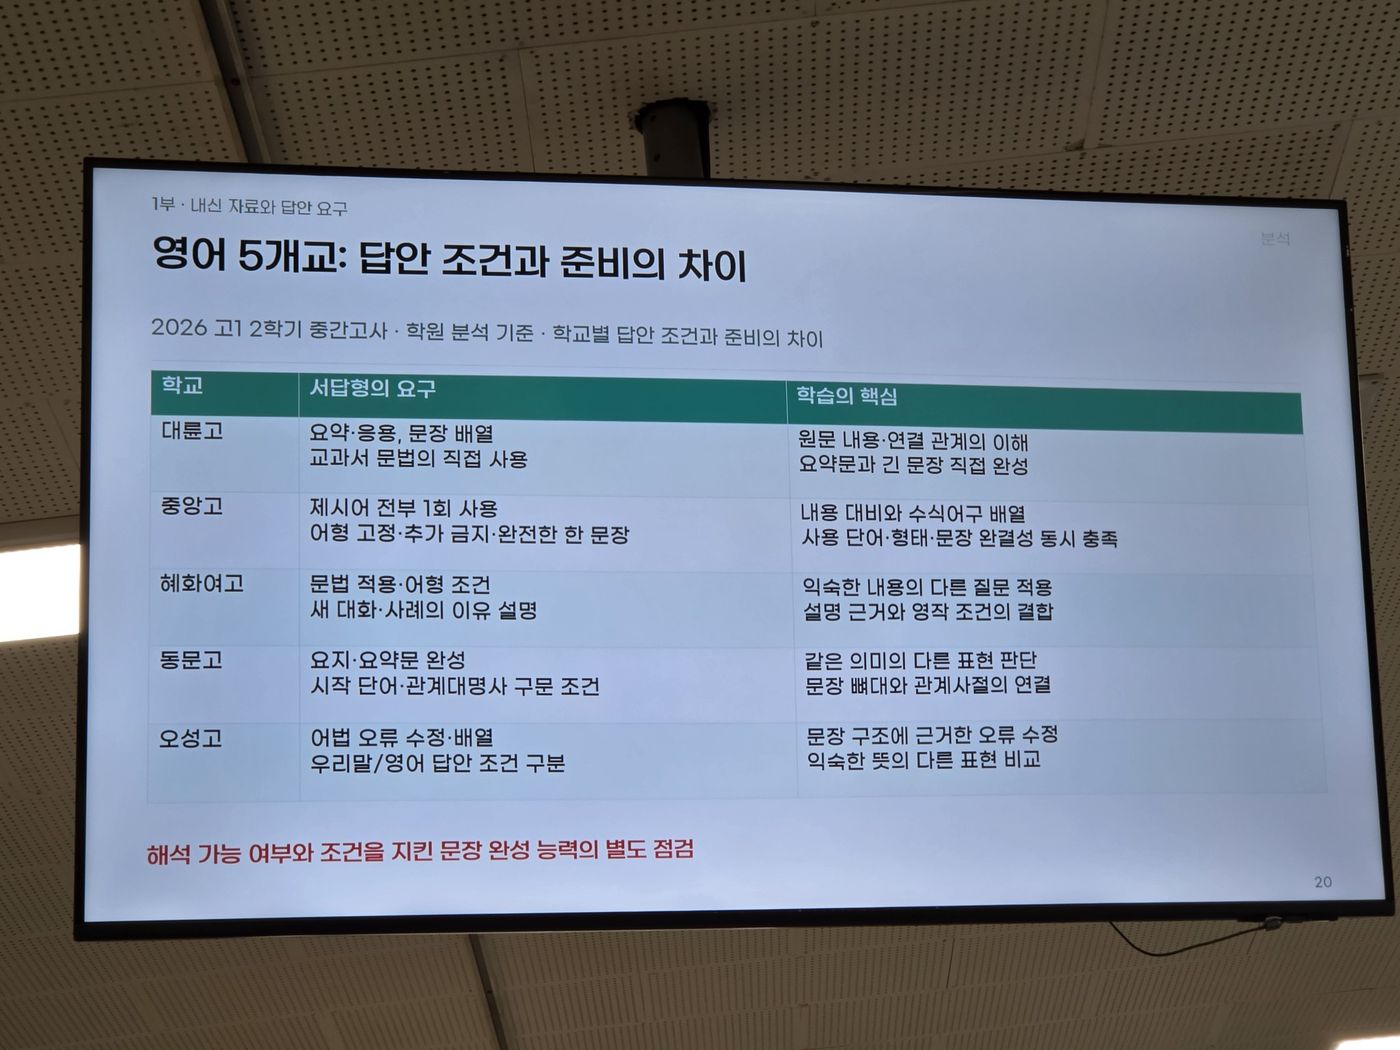 1부 · 내신 자료와 답안 요구
분석
영어 5개교: 답안 조건과 준비의 차이
2026 고1 2학기 중간고사 · 학원 분석 기준 · 학교별 답안 조건과 준비의 차이
학교 서답형의 요구 학습의 핵심
대륜고 요약·응용, 문장 배열 원문 내용·연결 관계의 이해
교과서 문법의 직접 사용 요약문과 긴 문장 직접 완성
중앙고 제시어 전부 1회 사용 내용 대비와 수식어구 배열
어형 고정·추가 금지·완전한 한 문장 사용 단어·형태·문장 완결성 동시 충족
혜화여고 문법 적용·어형 조건 익숙한 내용의 다른 질문 적용
새 대화·사례의 이유 설명 설명 근거와 영작 조건의 결합
동문고 요지·요약문 완성 같은 의미의 다른 표현 판단
시작 단어·관계대명사 구문 조건 문장 뼈대와 관계사절의 연결
오성고 어법 오류 수정·배열 문장 구조에 근거한 오류 수정
우리말/영어 답안 조건 구분 익숙한 뜻의 다른 표현 비교
해석 가능 여부와 조건을 지킨 문장 완성 능력의 별도 점검
20